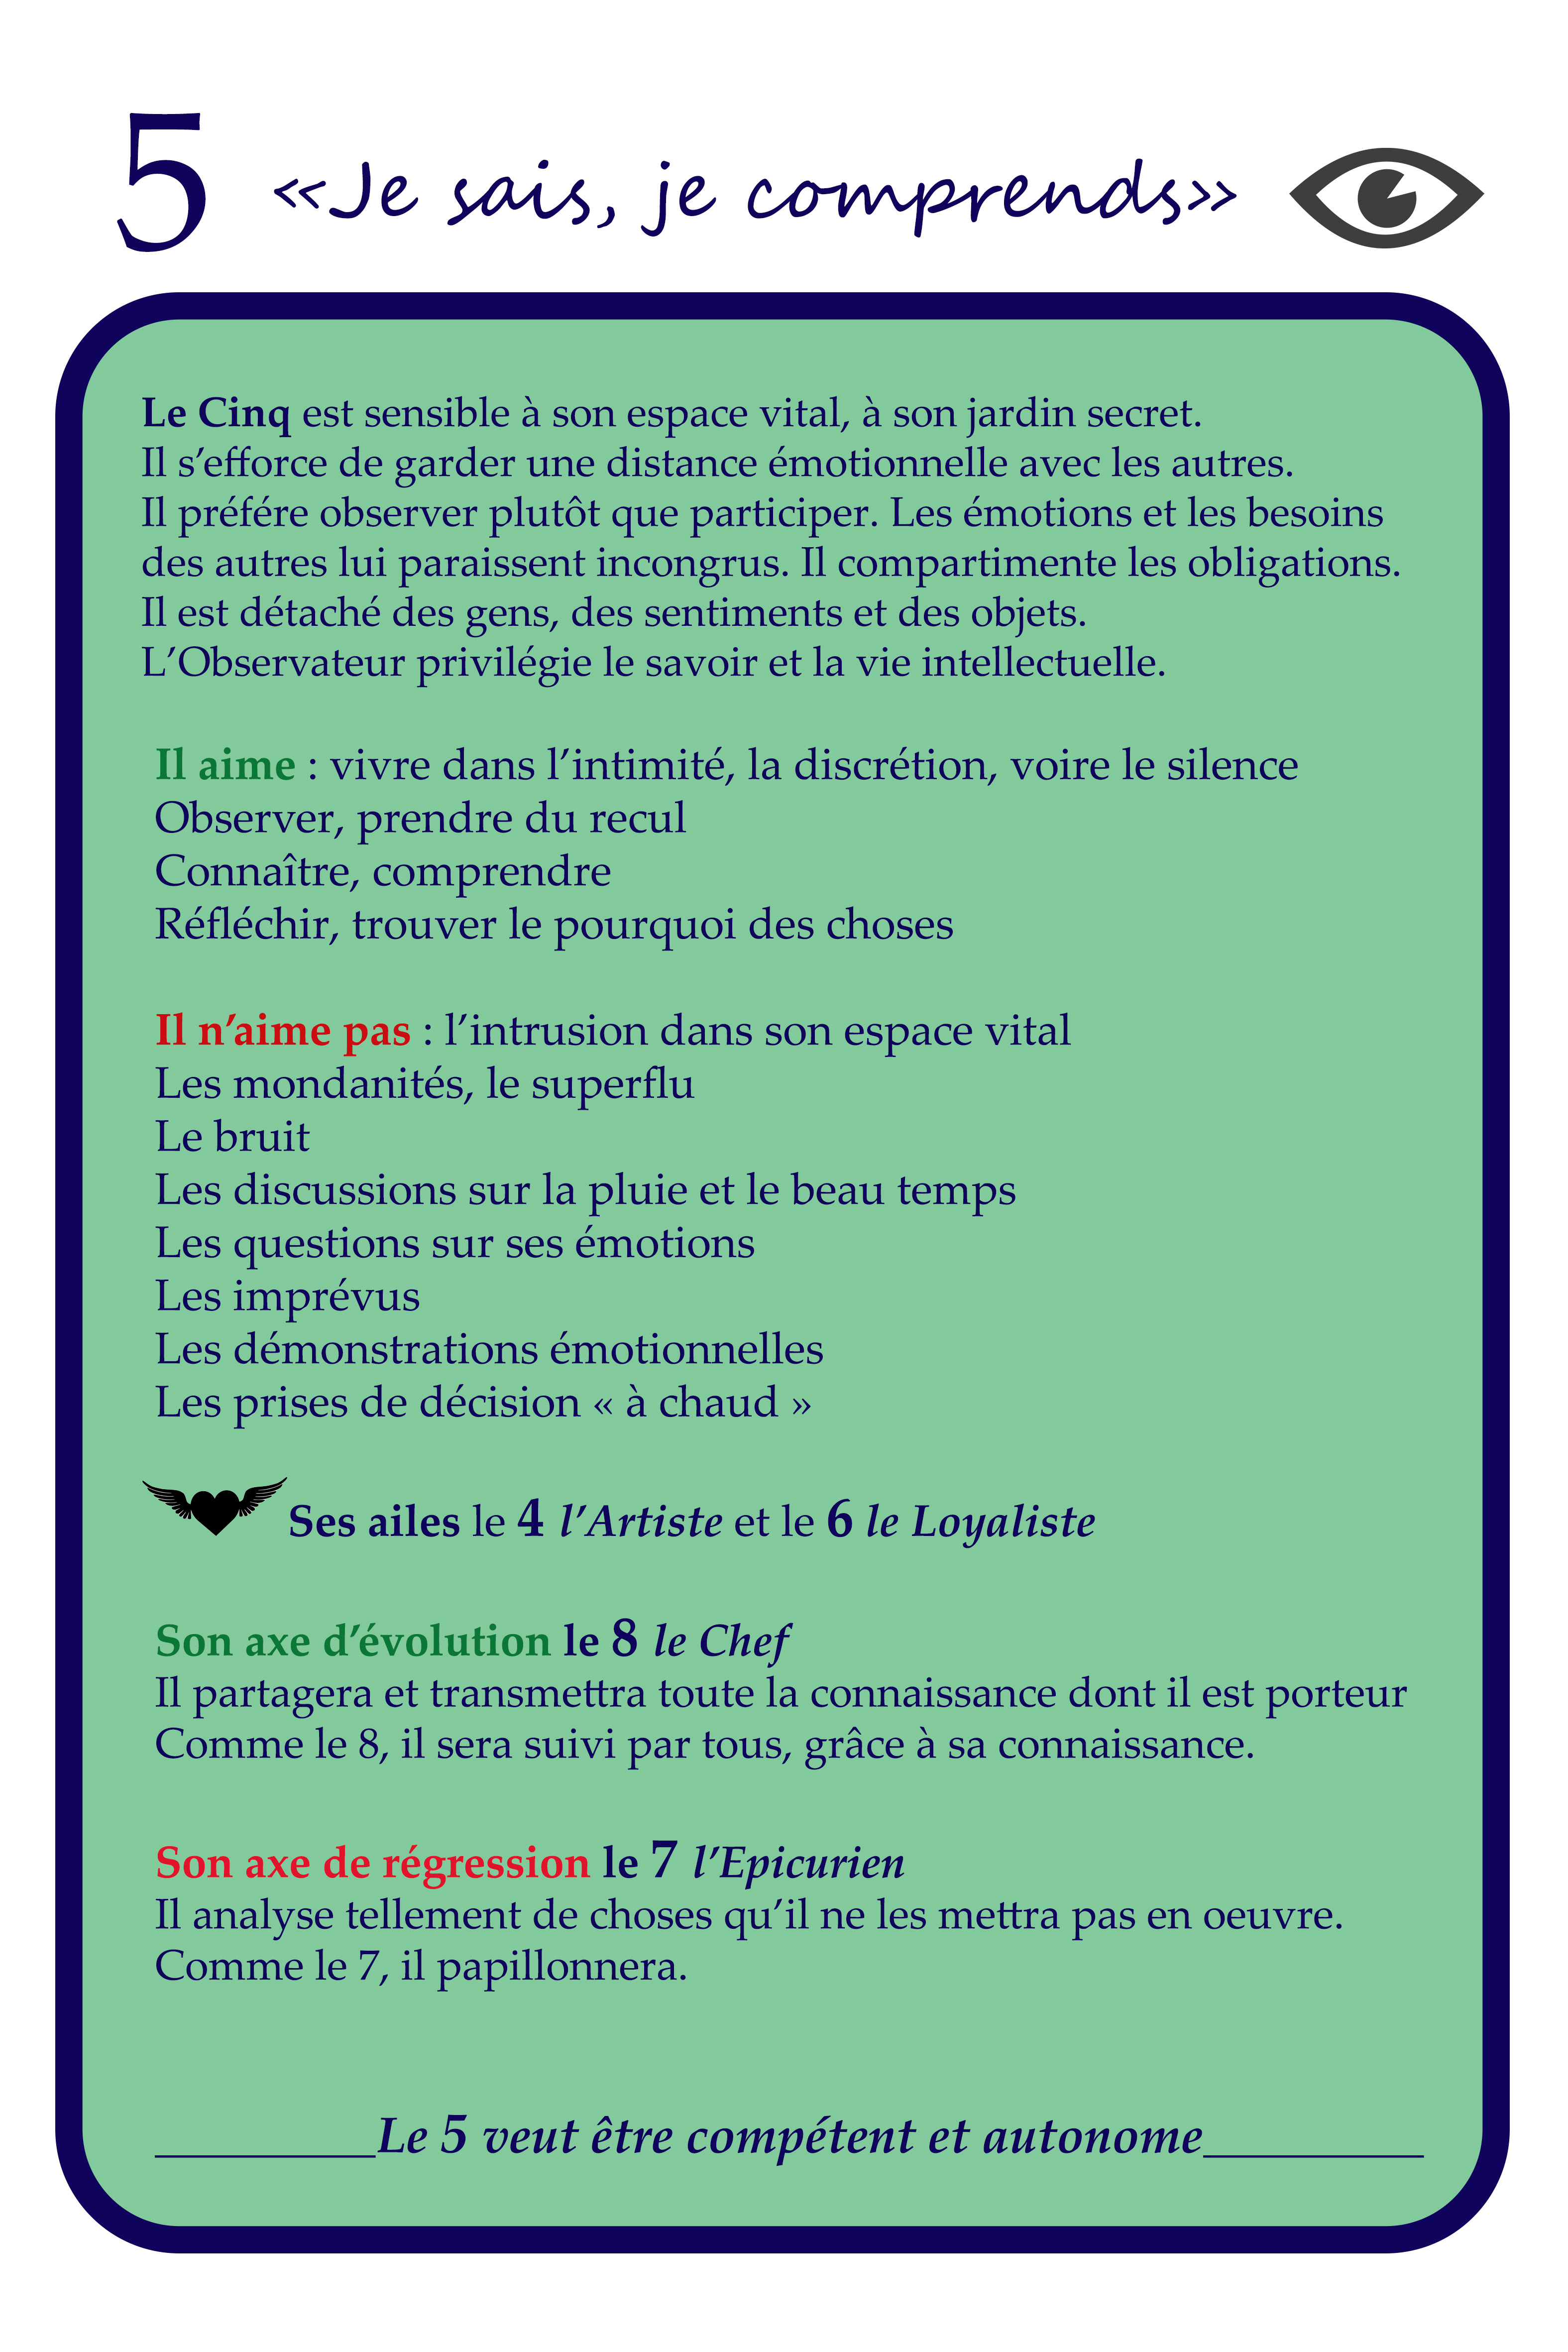 5 «Je sais, je comprends»
Le Cinq est sensible à son espace vital, à son jardin secret.
Il s’efforce de garder une distance émotionnelle avec les autres.
Il préfére observer plutôt que participer. Les émotions et les besoins
des autres lui paraissent incongrus. Il compartimente les obligations.
Il est détaché des gens, des sentiments et des objets.
L’Observateur privilégie le savoir et la vie intellectuelle.
Il aime : vivre dans l’intimité, la discrétion, voire le silence
Observer, prendre du recul
Connaître, comprendre
Réfléchir, trouver le pourquoi des choses
Il n’aime pas : l’intrusion dans son espace vital
Les mondanités, le superflu
Le bruit
Les discussions sur la pluie et le beau temps
Les questions sur ses émotions
Les imprévus
Les démonstrations émotionnelles
Les prises de décision « à chaud »
Ses ailes le 4 l’Artiste et le 6 le Loyaliste
Son axe d’évolution le 8 le Chef
Il partagera et transmettra toute la connaissance dont il est porteur
Comme le 8, il sera suivi par tous, grâce à sa connaissance.
Son axe de régression le 7 l’Epicurien
Il analyse tellement de choses qu’il ne les mettra pas en oeuvre.
Comme le 7, il papillonnera.
_________Le 5 veut être compétent et autonome_________